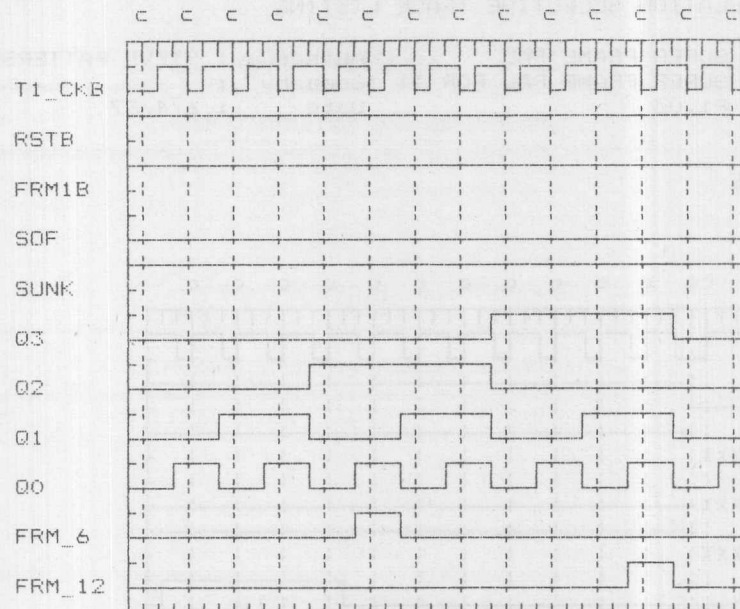 c c c c c c c c c c c c c c
T1_CKB
RSTB
FRM1B
SOF
SUNK
Q3
Q2
Q1
Q0
FRM_6
FRM_12